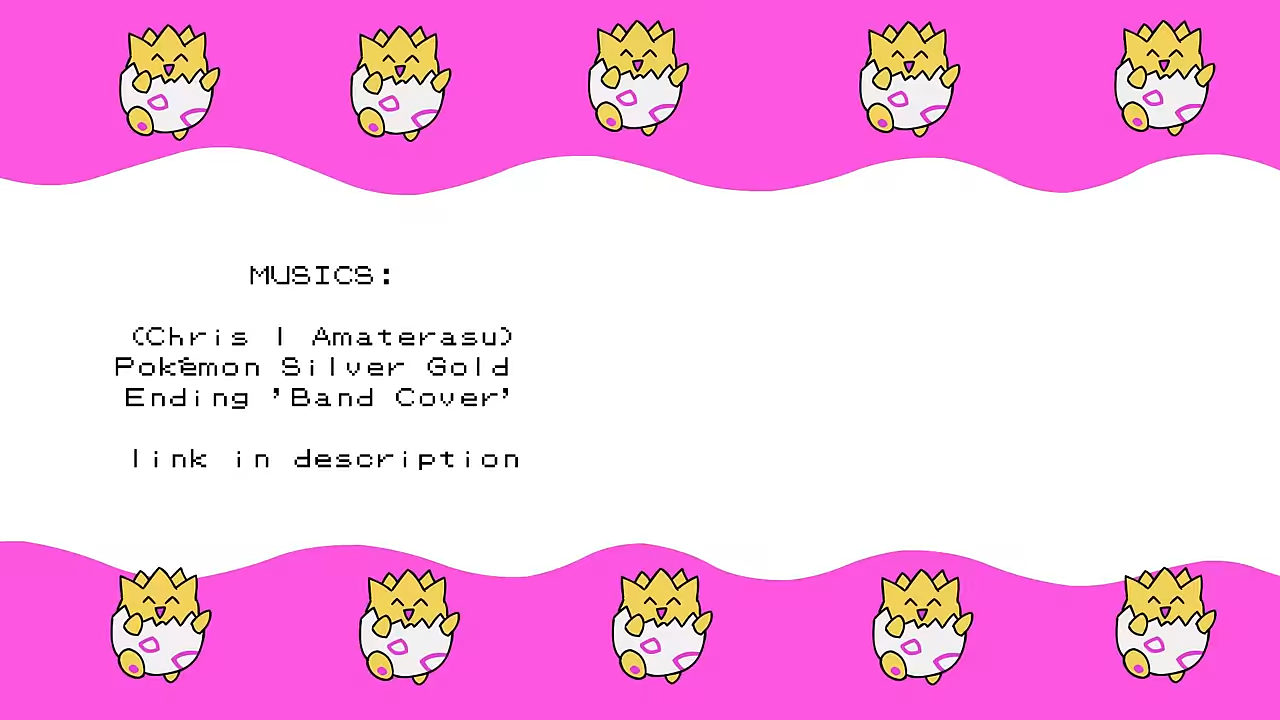 MUSICS:
(Chris | Amaterasu)
Pokémon Silver Gold
Ending 'Band Cover'
link in description